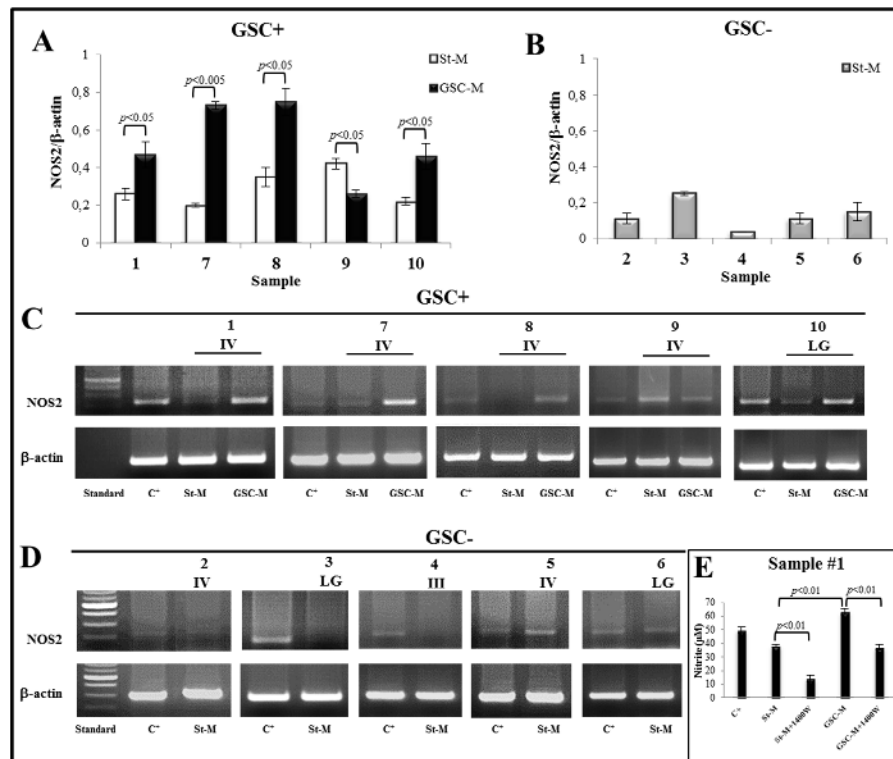 A
GSC+
NOS2/β-actin
1
0,8
0,6
0,4
0,2
0
p<0.05
p<0.005
p<0.05
p<0.05
p<0.05
St-M
GSC-M
1 7 8 9 10
Sample
B
GSC-
NOS2/β-actin
1
0,8
0,6
0,4
0,2
0
St-M
2 3 4 5 6
Sample
C
GSC+
1 7 8 9 10
IV IV IV IV LG
NOS2
β-actin
Standard C⁺ St-M GSC-M C⁺ St-M GSC-M C⁺ St-M GSC-M C⁺ St-M GSC-M C⁺ St-M GSC-M
D
GSC-
2 3 4 5 6
IV LG III IV LG
NOS2
β-actin
Standard C⁺ St-M C⁺ St-M C⁺ St-M C⁺ St-M C⁺ St-M
E
Sample #1
Nitrite (µM)
70
60
50
40
30
20
10
0
p<0.01
p<0.01
p<0.01
C+ St-M St-M+1400W GSC-M GSC-M+1400W